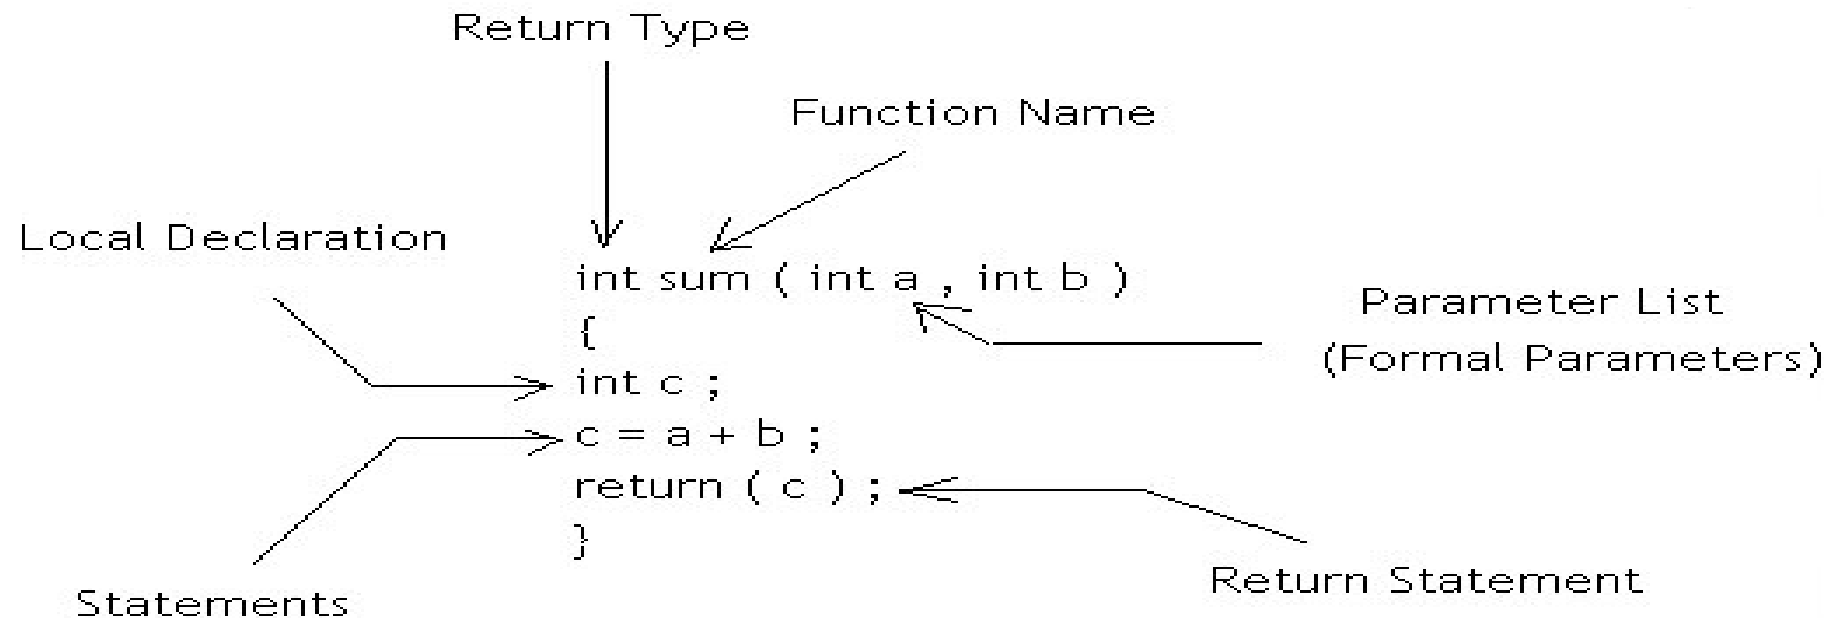 Return Type
Function Name
Local Declaration
int sum ( int a , int b )
Parameter List
(Formal Parameters)
{
int c ;
c = a + b ;
return ( c ) ;
}
Return Statement
Statements